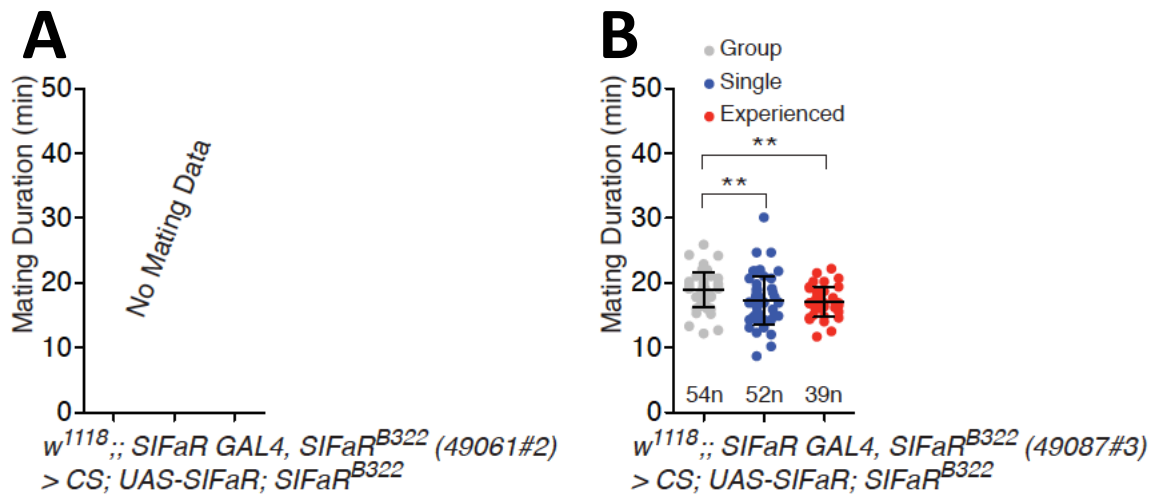 A
Mating Duration (min)
50
40
30
20
10
0
No Mating Data
w1118;; SIFaR GAL4, SIFaRB322 (49061#2)
> CS; UAS-SIFaR; SIFaRB322
B
Group
Single
Experienced
Mating Duration (min)
50
40
30
20
10
0
**
**
54n 52n 39n
w1118;; SIFaR GAL4, SIFaRB322 (49087#3)
> CS; UAS-SIFaR; SIFaRB322